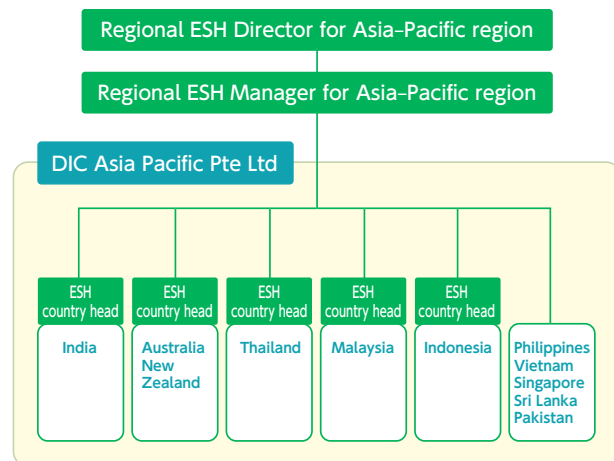 Regional ESH Director for Asia–Pacific region
Regional ESH Manager for Asia–Pacific region
DIC Asia Pacific Pte Ltd
ESH
country head
India
ESH
country head
Australia
New
Zealand
ESH
country head
Thailand
ESH
country head
Malaysia
ESH
country head
Indonesia
Philippines
Vietnam
Singapore
Sri Lanka
Pakistan